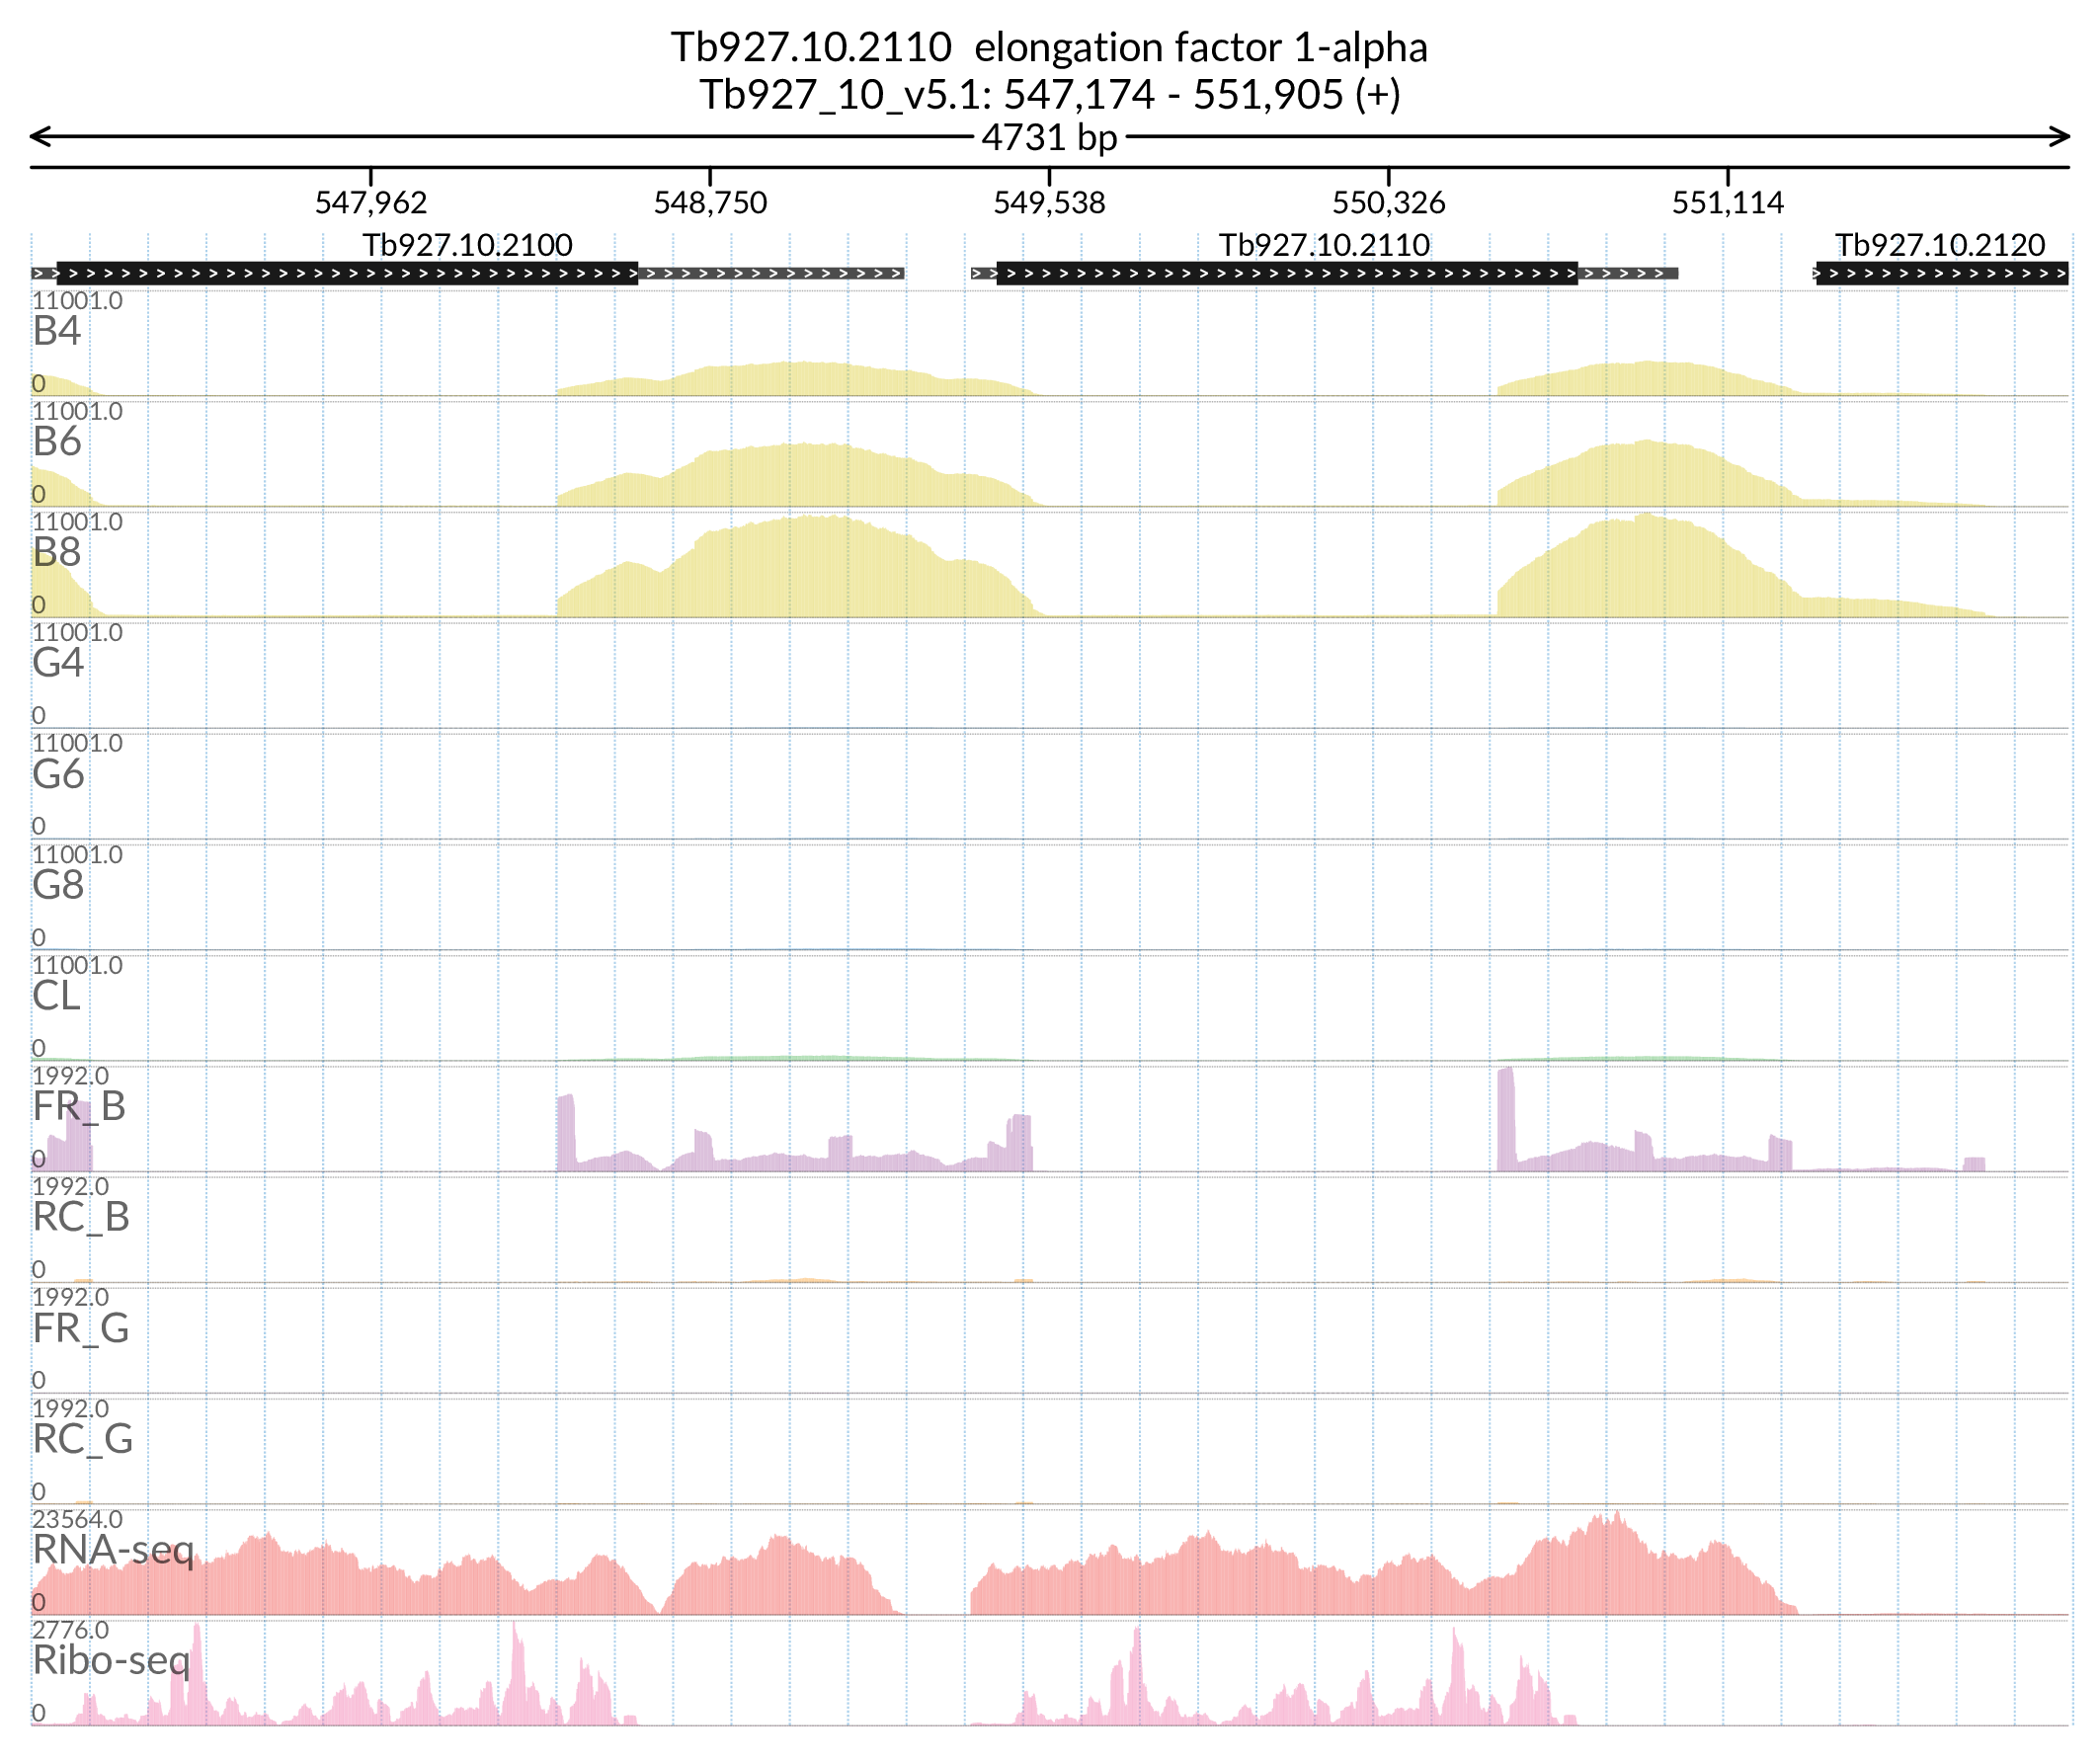 Tb927.10.2110 elongation factor 1-alpha
Tb927_10_v5.1: 547,174 - 551,905 (+)
4731 bp
547,962 548,750 549,538 550,326 551,114
Tb927.10.2100 Tb927.10.2110 Tb927.10.2120
11001.0
B4
0
11001.0
B6
0
11001.0
B8
0
11001.0
G4
0
11001.0
G6
0
11001.0
G8
0
11001.0
CL
0
1992.0
FR_B
0
1992.0
RC_B
0
1992.0
FR_G
0
1992.0
RC_G
0
23564.0
RNA-seq
0
2776.0
Ribo-seq
0